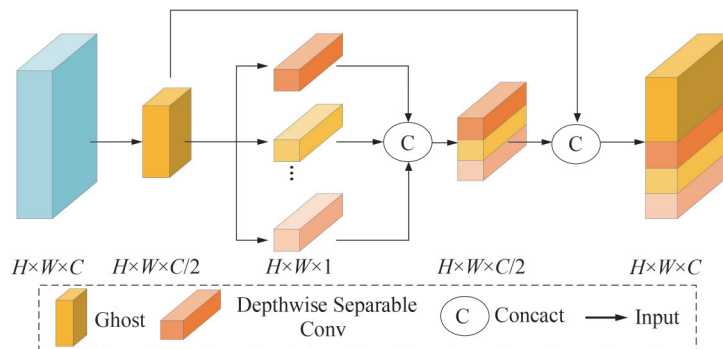 C
C
H×W×C
H×W×C/2
H×W×1
H×W×C/2
H×W×C
Ghost
Depthwise Separable
Conv
C
Concact
Input